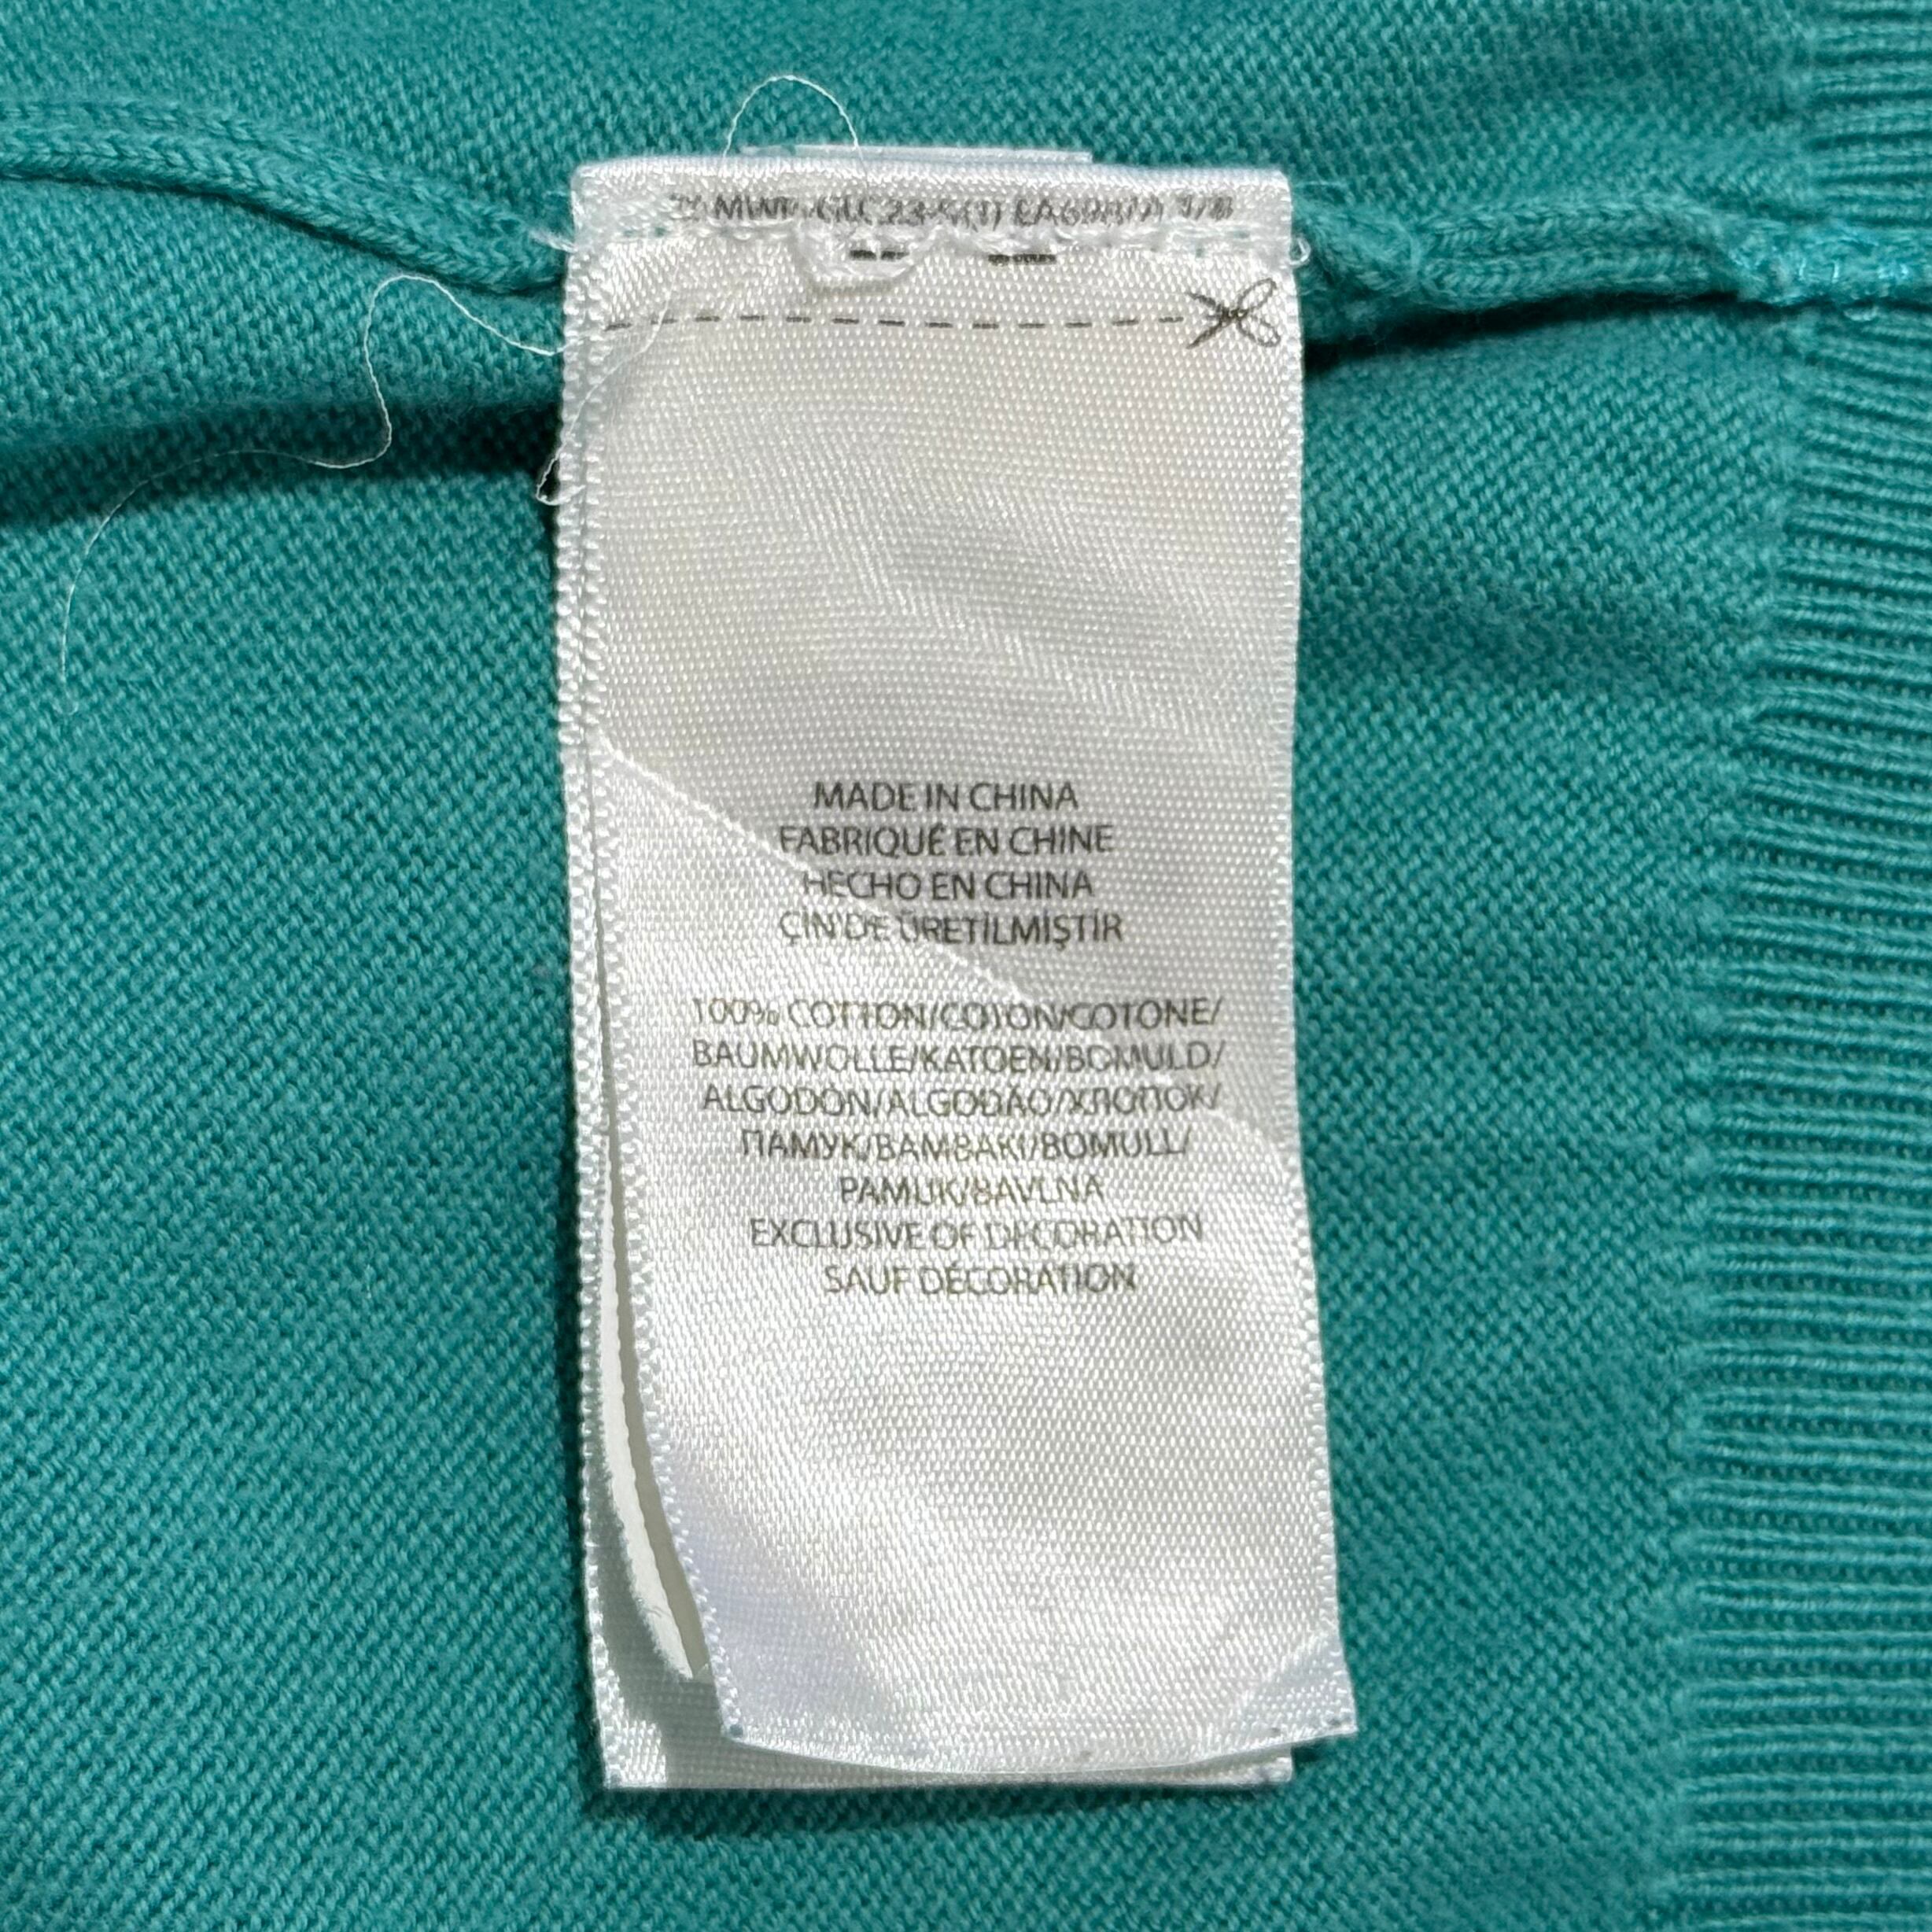 MADE IN CHINA
FABRIQUÉ EN CHINE
HECHO EN CHINA
ÇİN'DE ÜRETİLMİŞTİR
100% COTTON/COTON/COTONE/
BAUMWOLLE/KATOEN/BOMULD/
ALGODÓN/ALGODÃO/ХЛОПОК/
ПАМУК/BAMBAKI/BOMULL/
PAMUK/BAVLNA
EXCLUSIVE OF DECORATION
SAUF DÉCORATION